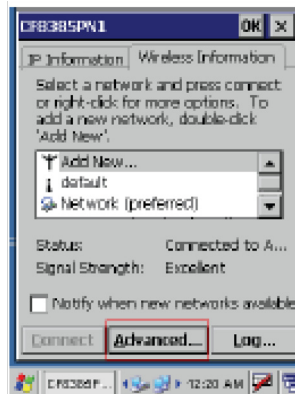 CF8385PN1 OK ×
IP Information Wireless Information
Select a network and press connect
or right-click for more options. To
add a new network, double-click
'Add New'.
Add New...
default
Network (preferred)
Status: Connected to A...
Signal Strength: Excellent
Notify when new networks available
Connect Advanced... Log...
CF8385P... 12:20 AM